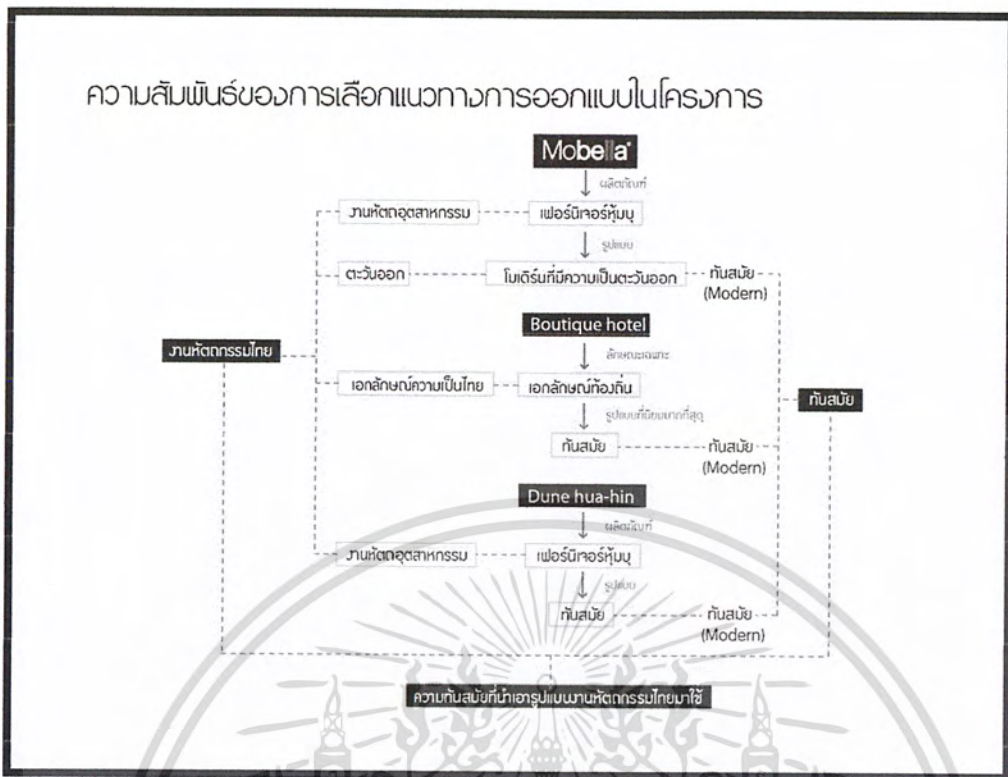 ความสัมพันธ์ของการเลือกแนวทางการออกแบบในโครงการ
Mobella®
ผลิตภัณฑ์
งานหัตถอุตสาหกรรม
เฟอร์นิเจอร์หุ้มบุ
รูปแบบ
ตะวันออก
โมเดิร์นที่มีความเป็นตะวันออก
ทันสมัย
(Modern)
Boutique hotel
งานหัตถกรรมไทย
ลักษณะเฉพาะ
เอกลักษณ์ความเป็นไทย
เอกลักษณ์ท้องถิ่น
ทันสมัย
รูปแบบที่นิยมมากที่สุด
ทันสมัย
ทันสมัย
(Modern)
Dune hua-hin
ผลิตภัณฑ์
งานหัตถอุตสาหกรรม
เฟอร์นิเจอร์หุ้มบุ
รูปแบบ
ทันสมัย
ทันสมัย
(Modern)
ความทันสมัยที่นำเอารูปแบบงานหัตถกรรมไทยมาใช้